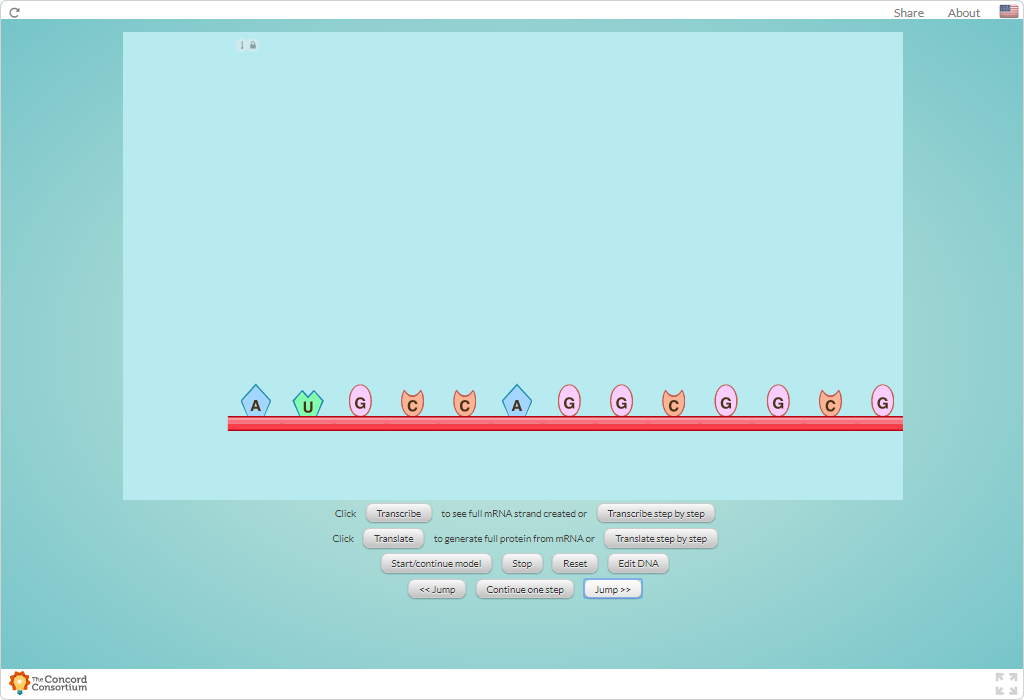 Share About
A U G C C A G G C G G C G
Click Transcribe to see full mRNA strand created or Transcribe step by step
Click Translate to generate full protein from mRNA or Translate step by step
Start/continue model Stop Reset Edit DNA
<< Jump Continue one step Jump >>
The Concord
Consortium